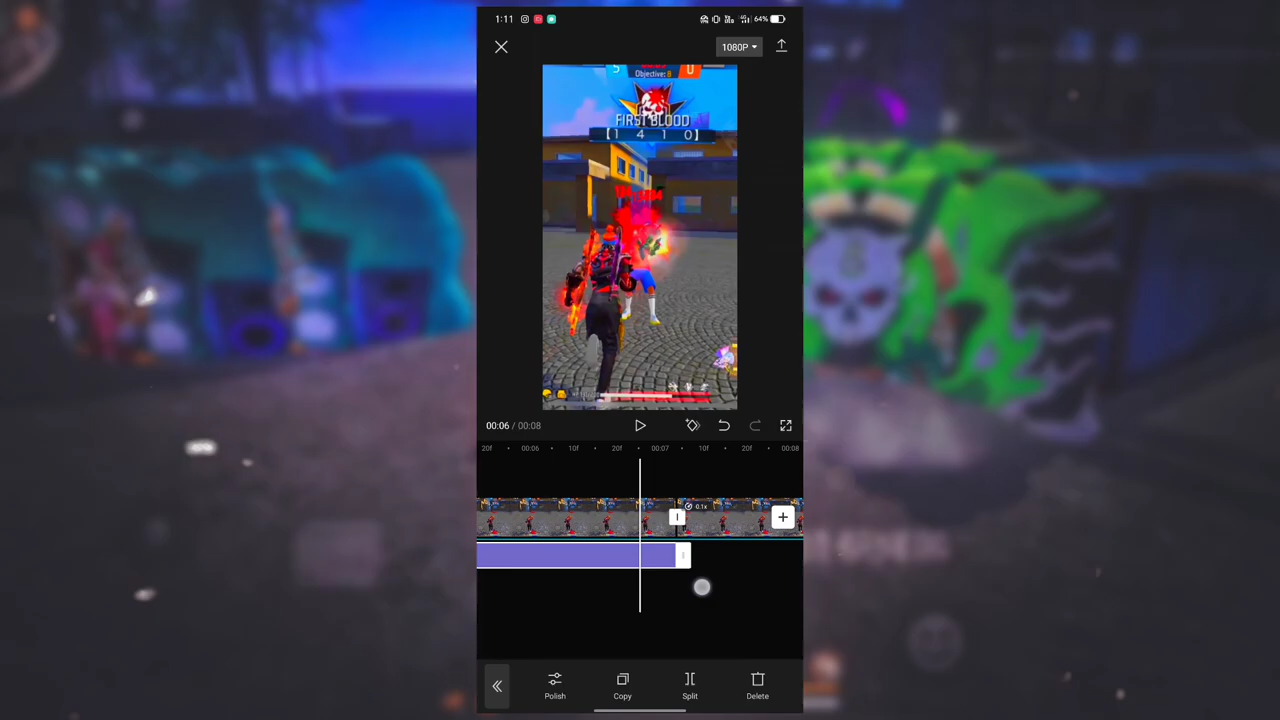 1:11
64%
1080P
S U
Objective: 8
FIRST BLOOD
【1 4 1 0】
00:06 / 00:08
20f 00:06 10f 20f 00:07 10f 20f 00:08
0.1x
Polish Copy Split Delete